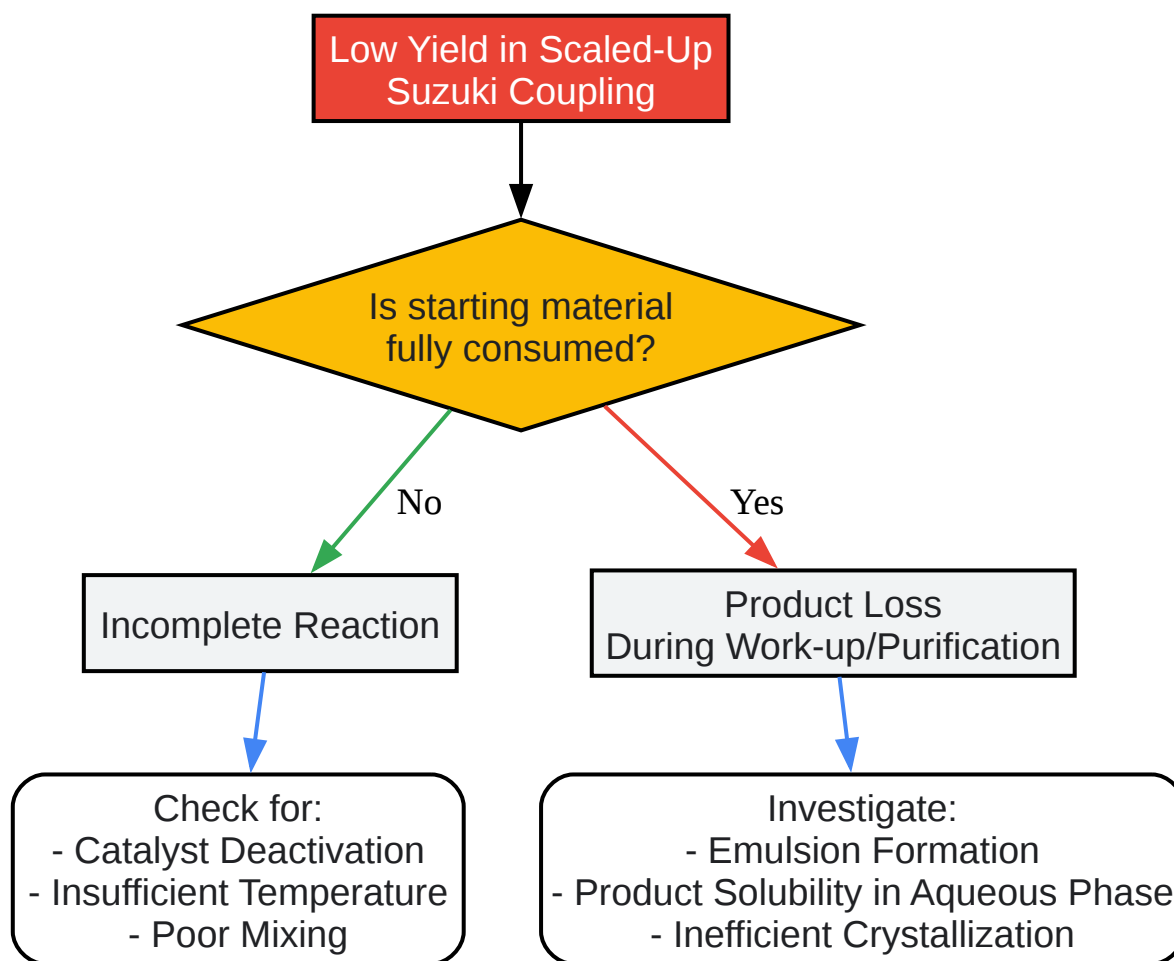 Low Yield in Scaled-Up
Suzuki Coupling
Is starting material
fully consumed?
No
Yes
Incomplete Reaction
Product Loss
During Work-up/Purification
Check for:
- Catalyst Deactivation
- Insufficient Temperature
- Poor Mixing
Investigate:
- Emulsion Formation
- Product Solubility in Aqueous Phase
- Inefficient Crystallization